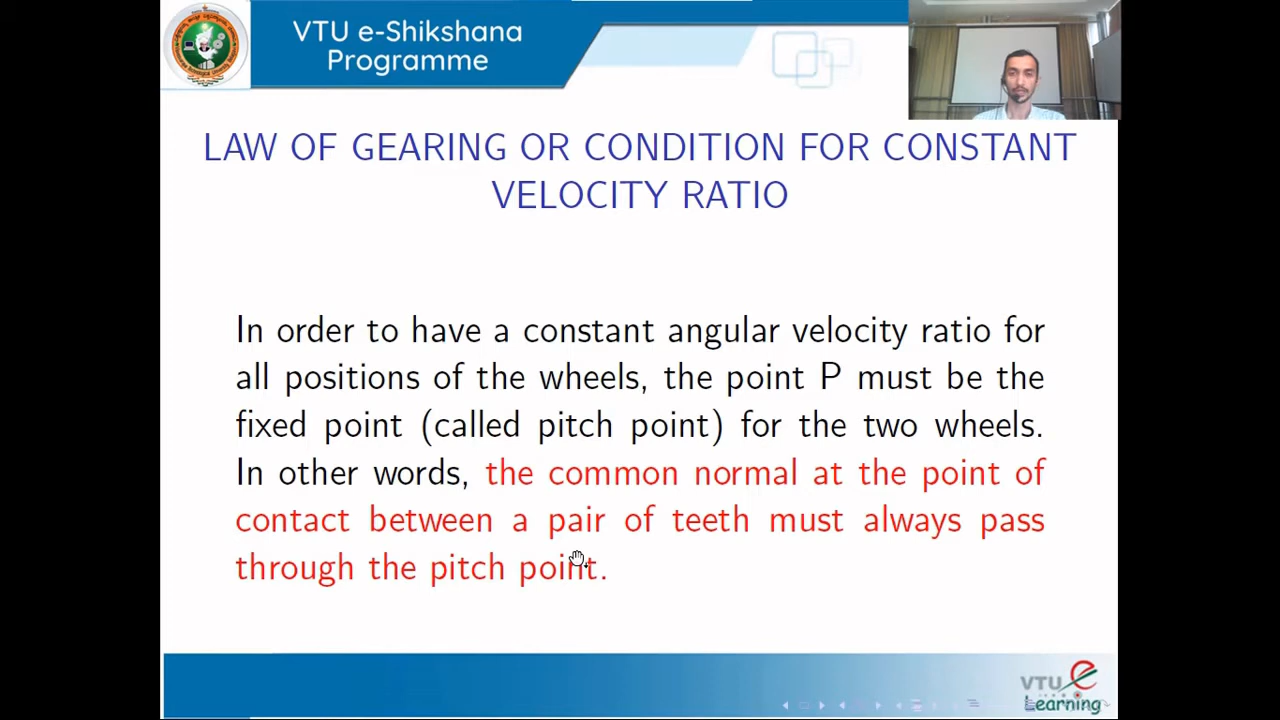 VTU e-Shikshana
Programme
LAW OF GEARING OR CONDITION FOR CONSTANT
VELOCITY RATIO
In order to have a constant angular velocity ratio for
all positions of the wheels, the point P must be the
fixed point (called pitch point) for the two wheels.
In other words, the common normal at the point of
contact between a pair of teeth must always pass
through the pitch point.
VTU e
Learning